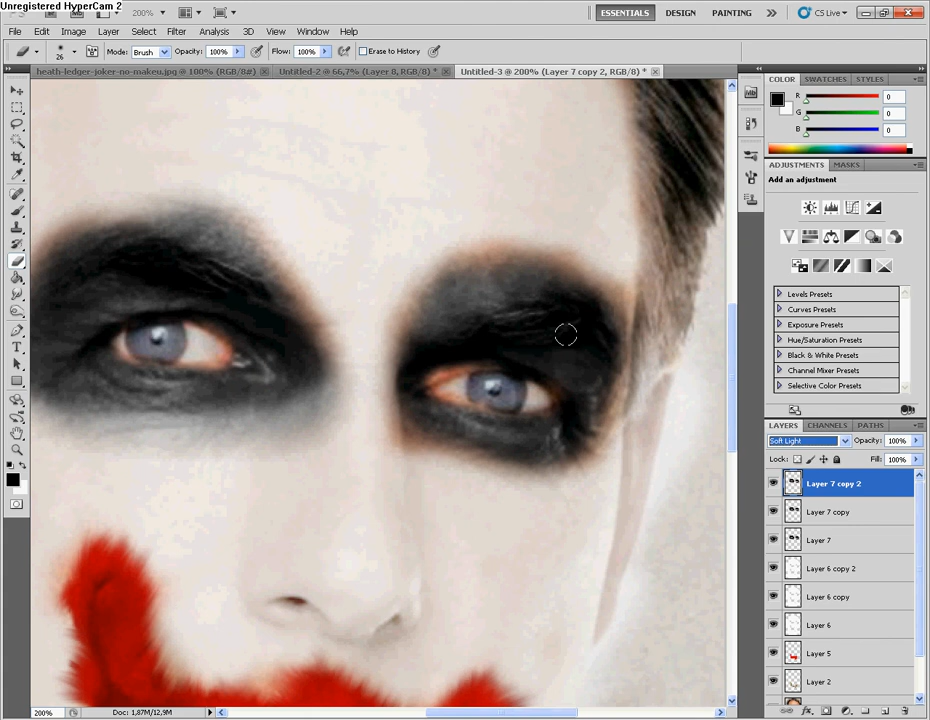 Unregistered HyperCam 2
200%
ESSENTIALS DESIGN PAINTING CS Live
File Edit Image Layer Select Filter Analysis 3D View Window Help
26 Mode: Brush Opacity: 100% Flow: 100% Erase to History
heath-ledger-joker-no-makeu.jpg @ 100% (RGB/8#) Untitled-2 @ 66,7% (Layer 8, RGB/8) * Untitled-3 @ 200% (Layer 7 copy 2, RGB/8) *
COLOR SWATCHES STYLES
R 0
G 0
B 0
ADJUSTMENTS MASKS
Add an adjustment
Levels Presets
Curves Presets
Exposure Presets
Hue/Saturation Presets
Black & White Presets
Channel Mixer Presets
Selective Color Presets
LAYERS CHANNELS PATHS
Soft Light Opacity: 100%
Lock: Fill: 100%
Layer 7 copy 2
Layer 7 copy
Layer 7
Layer 6 copy 2
Layer 6 copy
Layer 6
Layer 5
Layer 2
200% Doc: 1,87M/12,9M